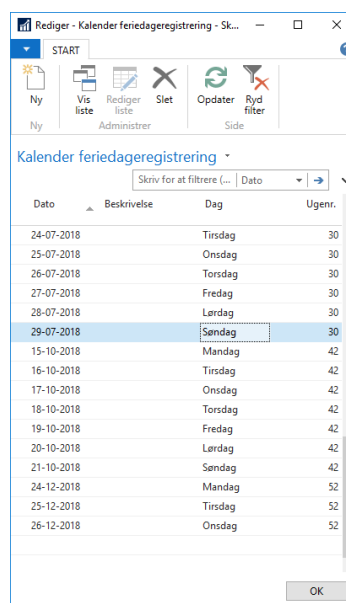 Rediger - Kalender feriedageregistrering - Sk...
START
Ny
Vis liste
Rediger liste
Slet
Opdater
Ryd filter
Ny
Administrer
Side
Kalender feriedageregistrering
Skriv for at filtrere (... Dato
Dato Beskrivelse Dag Ugenr.
24-07-2018 Tirsdag 30
25-07-2018 Onsdag 30
26-07-2018 Torsdag 30
27-07-2018 Fredag 30
28-07-2018 Lørdag 30
29-07-2018 Søndag 30
15-10-2018 Mandag 42
16-10-2018 Tirsdag 42
17-10-2018 Onsdag 42
18-10-2018 Torsdag 42
19-10-2018 Fredag 42
20-10-2018 Lørdag 42
21-10-2018 Søndag 42
24-12-2018 Mandag 52
25-12-2018 Tirsdag 52
26-12-2018 Onsdag 52
OK